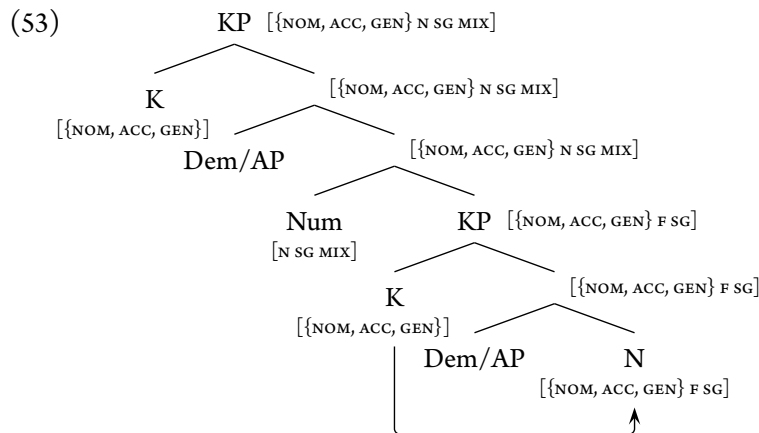 (53) KP [{NOM, ACC, GEN} N SG MIX]
K [{NOM, ACC, GEN} N SG MIX]
[{NOM, ACC, GEN}]
Dem/AP [{NOM, ACC, GEN} N SG MIX]
Num KP [{NOM, ACC, GEN} F SG]
[N SG MIX]
K [{NOM, ACC, GEN} F SG]
[{NOM, ACC, GEN}]
Dem/AP N
[{NOM, ACC, GEN} F SG]